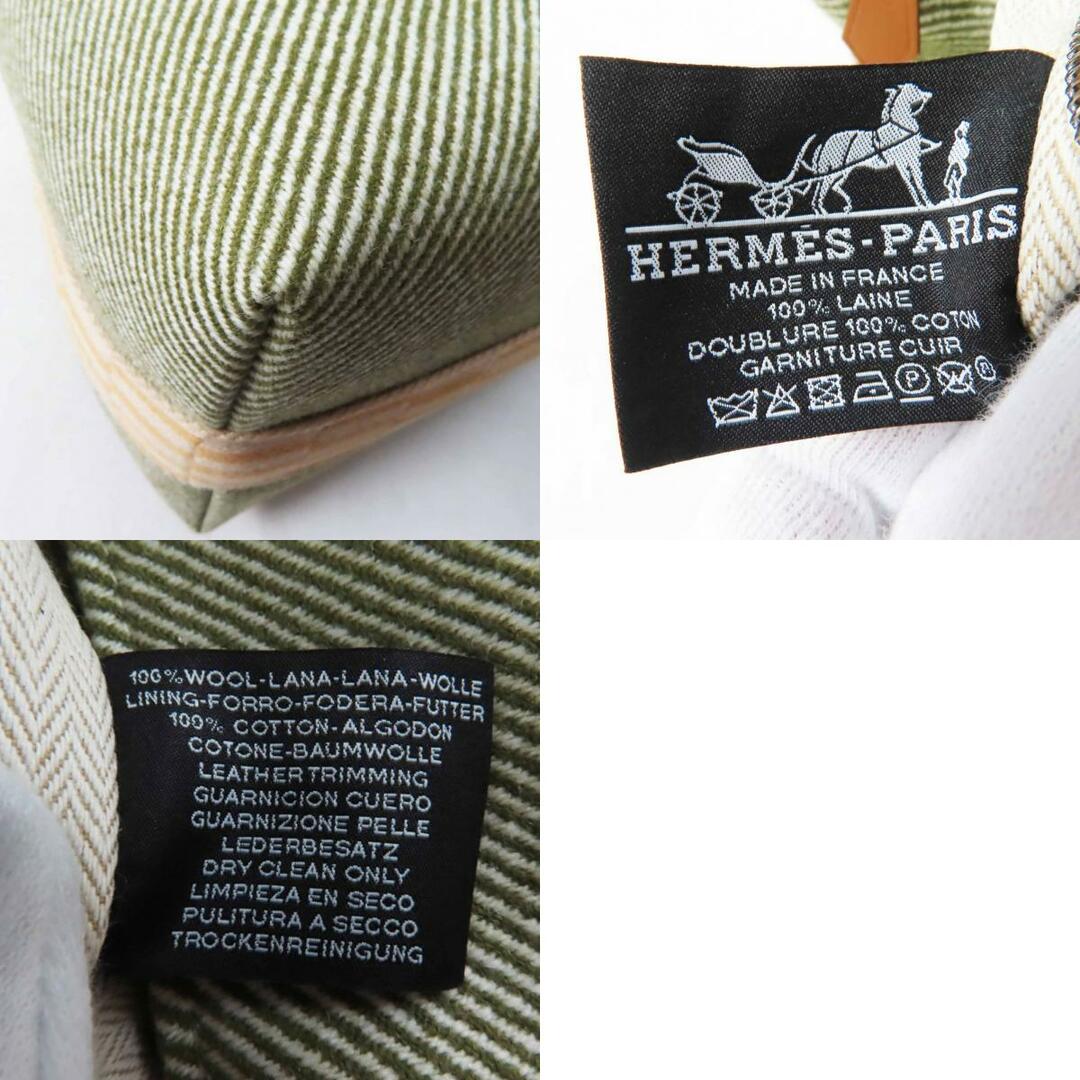 HERMÈS-PARIS
MADE IN FRANCE
100% LAINE
DOUBLURE 100% COTON
GARNITURE CUIR
P
®
100%WOOL-LANA-LANA-WOLLE
LINING-FORRO-FODERA-FUTTER
100% COTTON-ALGODON
COTONE-BAUMWOLLE
LEATHER TRIMMING
GUARNICION CUERO
GUARNIZIONE PELLE
LEDERBESATZ
DRY CLEAN ONLY
LIMPIEZA EN SECO
PULITURA A SECCO
TROCKENREINIGUNG